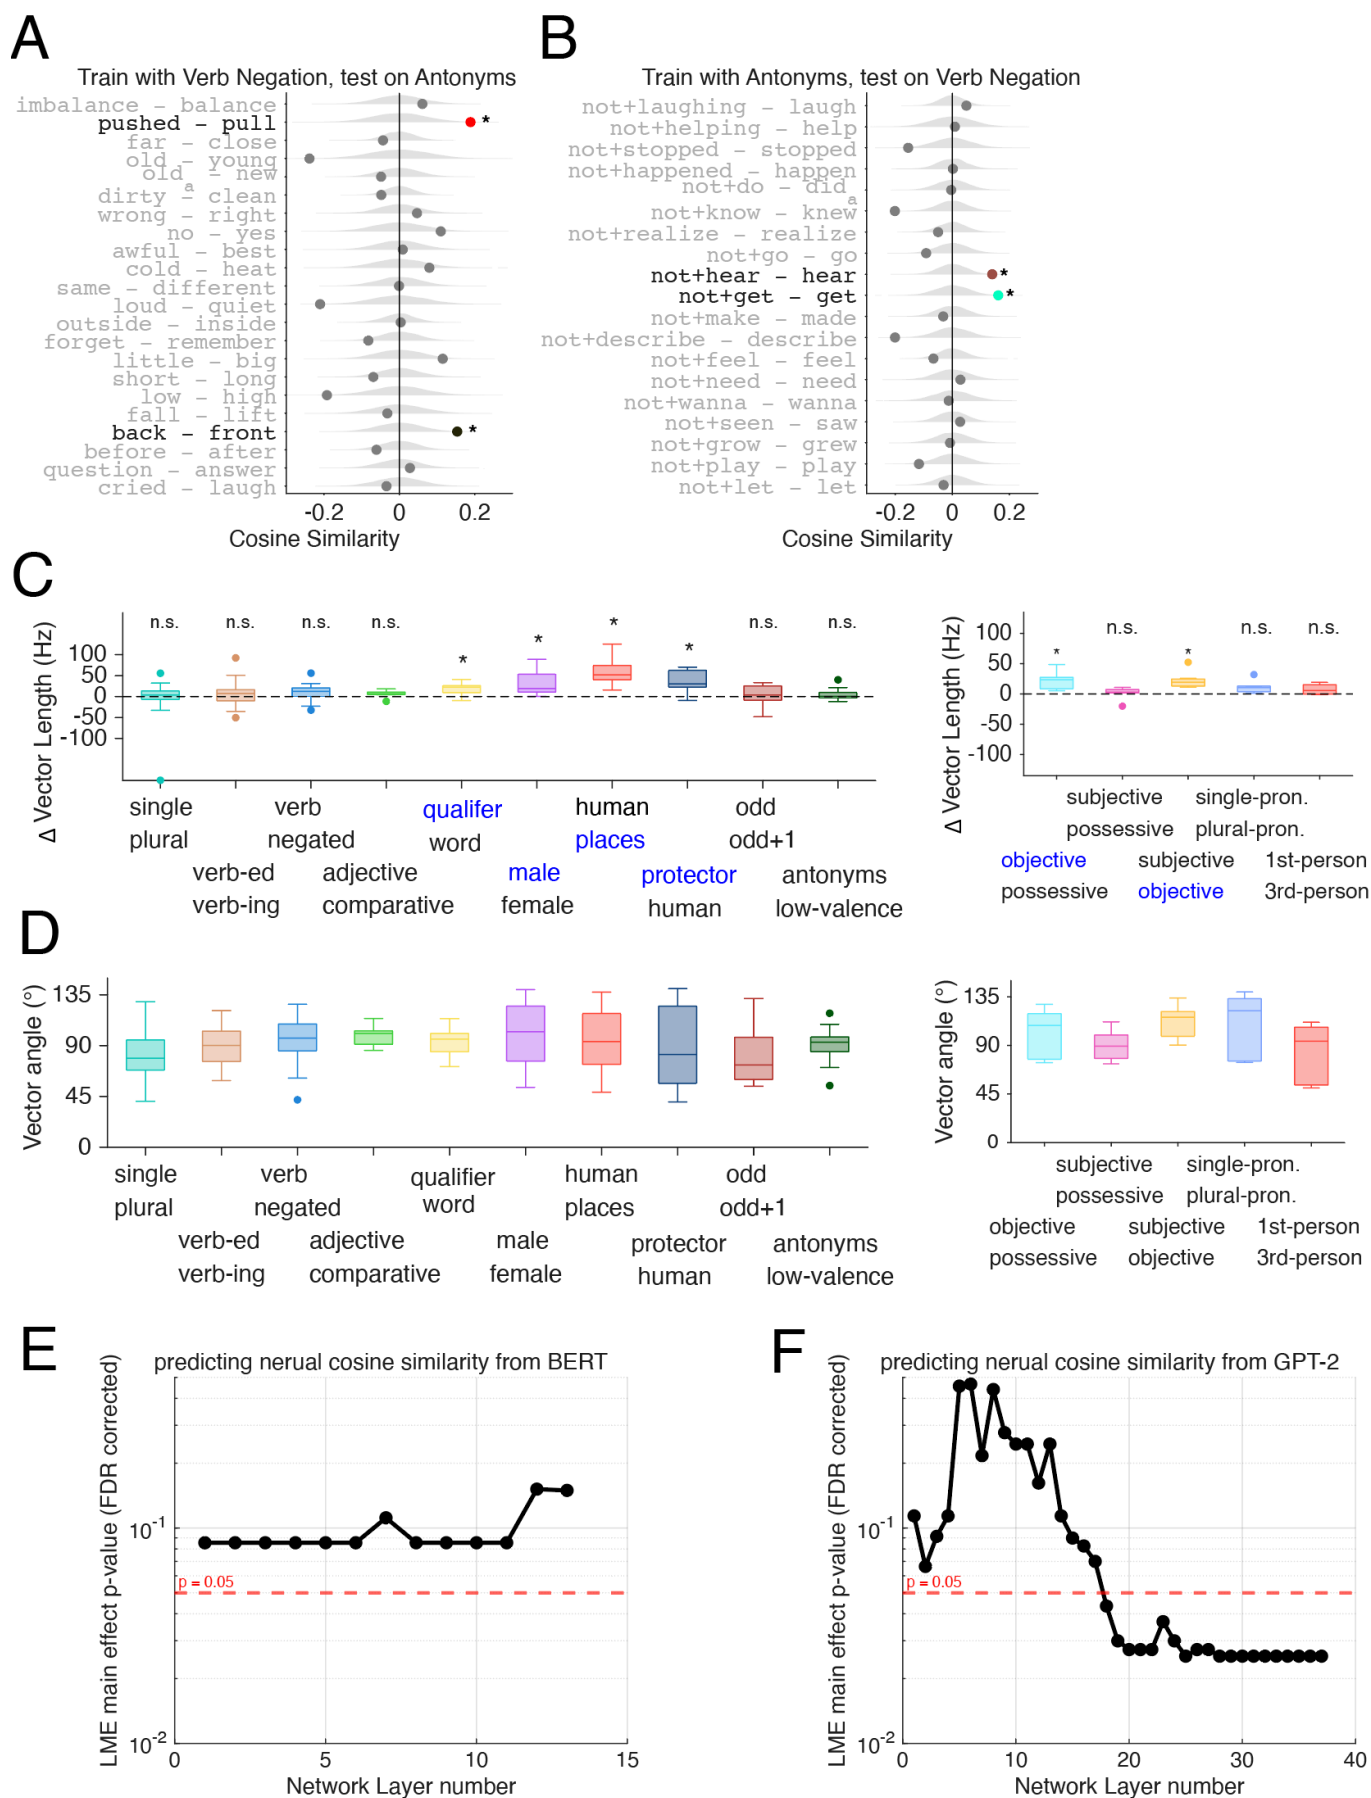 A
Train with Verb Negation, test on Antonyms
imbalance – balance
pushed – pull
*
far – close
old – young
old – new
a
dirty – clean
wrong – right
no – yes
awful – best
cold – heat
same – different
loud – quiet
outside – inside
forget – remember
little – big
short – long
low – high
fall – lift
back – front
*
before – after
question – answer
cried – laugh
-0.2 0 0.2
Cosine Similarity
B
Train with Antonyms, test on Verb Negation
not+laughing – laugh
not+helping – help
not+stopped – stopped
not+happened – happen
not+do – did
a
not+know – knew
not+realize – realize
not+go – go
not+hear – hear
*
not+get – get
*
not+make – made
not+describe – describe
not+feel – feel
not+need – need
not+wanna – wanna
not+seen – saw
not+grow – grew
not+play – play
not+let – let
-0.2 0 0.2
Cosine Similarity
C
Δ Vector Length (Hz)
100
50
0
-50
-100
n.s. n.s. n.s. n.s. * * * * n.s. n.s.
single verb qualifer human odd
plural negated word places odd+1
verb-ed adjective male protector antonyms
verb-ing comparative female human low-valence
Δ Vector Length (Hz)
100
50
0
-50
-100
* n.s. * n.s. n.s.
subjective single-pron.
possessive plural-pron.
objective subjective 1st-person
possessive objective 3rd-person
D
Vector angle (°)
135
90
45
0
single verb qualifier human odd
plural negated word places odd+1
verb-ed adjective male protector antonyms
verb-ing comparative female human low-valence
Vector angle (°)
135
90
45
0
subjective single-pron.
possessive plural-pron.
objective subjective 1st-person
possessive objective 3rd-person
E
predicting nerual cosine similarity from BERT
LME main effect p-value (FDR corrected)
10-1
p = 0.05
10-2
0 5 10 15
Network Layer number
F
predicting nerual cosine similarity from GPT-2
LME main effect p-value (FDR corrected)
10-1
p = 0.05
10-2
0 10 20 30 40
Network Layer number